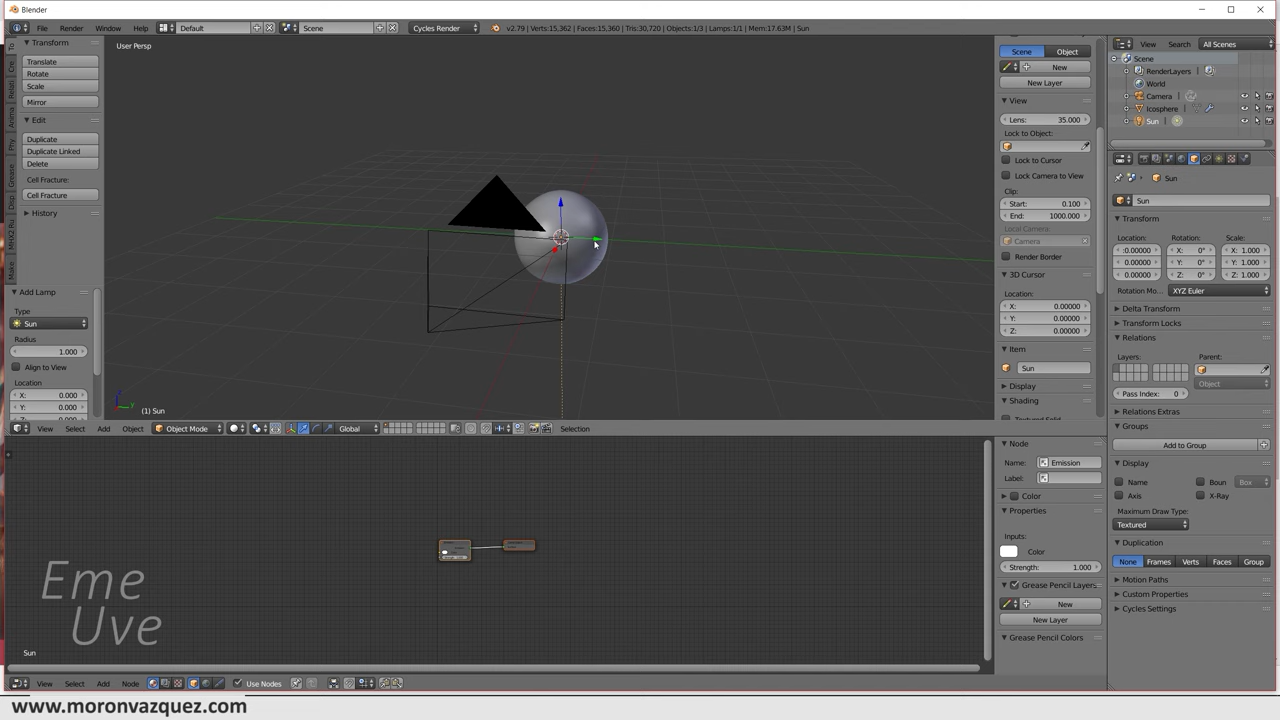 Blender
File Render Window Help Default Scene Cycles Render v2.79 | Verts:15,362 | Faces:15,360 | Tris:30,720 | Objects:1/3 | Lamps:1/1 | Mem:17.63M | Sun
Transform
Translate
Rotate
Scale
Mirror
Edit
Duplicate
Duplicate Linked
Delete
Cell Fracture:
Cell Fracture
History
Add Lamp
Type
Sun
Radius
1.000
Align to View
Location
X: 0.000
Y: 0.000
User Persp
(1) Sun
View Select Add Object Object Mode Global Selection
Scene Object
New
New Layer
View
Lens: 35.000
Lock to Object:
Lock to Cursor
Lock Camera to View
Clip:
Start: 0.100
End: 1000.000
Local Camera:
Camera
Render Border
3D Cursor
Location:
X: 0.00000
Y: 0.00000
Z: 0.00000
Item
Sun
Display
Shading
View Search All Scenes
Scene
RenderLayers
World
Camera
Icosphere
Sun
Sun
Sun
Transform
Location: Rotation: Scale:
:0.00000 X: 0° X: 1.000
0.00000 Y: 0° Y: 1.000
0.00000 Z: 0° Z: 1.000
Rotation Mo... XYZ Euler
Delta Transform
Transform Locks
Relations
Layers: Parent:
Object
Pass Index: 0
Relations Extras
Groups
Add to Group
Display
Name Boun Box
Axis X-Ray
Maximum Draw Type:
Textured
Duplication
None Frames Verts Faces Group
Motion Paths
Custom Properties
Cycles Settings
Node
Name: Emission
Label:
Color
Properties
Inputs:
Color
Strength: 1.000
Grease Pencil Layers
New
New Layer
Grease Pencil Colors
Eme
Uve
Sun
View Select Add Node Use Nodes
www.moronvazquez.com